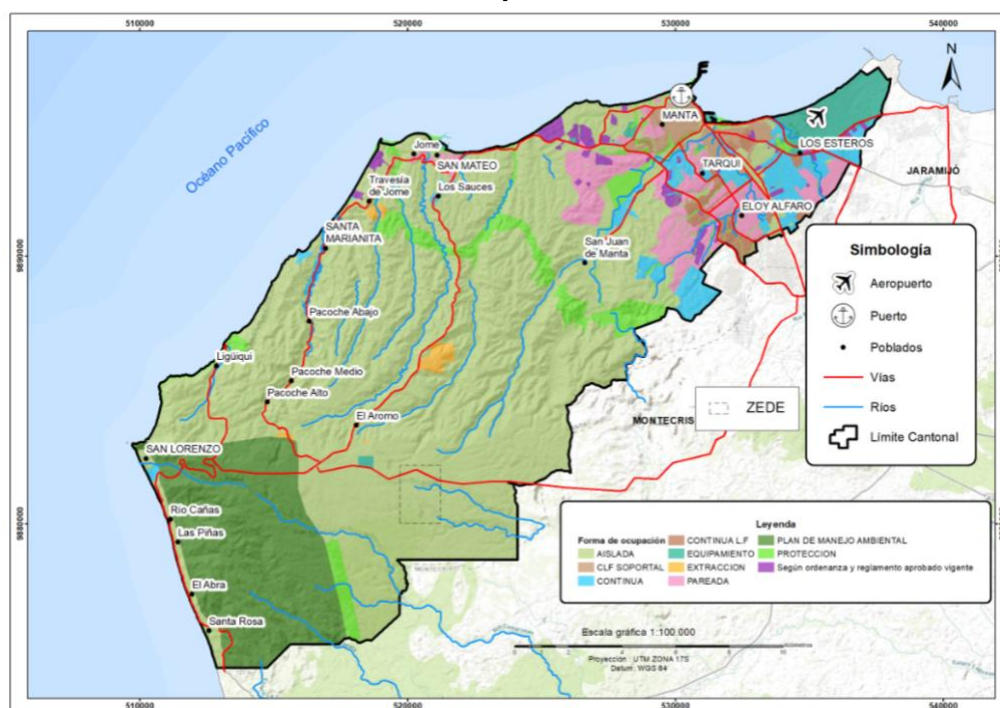 510000
520000
530000
540000
N
Océano Pacífico
MANTA
LOS ESTEROS
TARQUI
JARAMIJÓ
ELOY ALFARO
Jome
SAN MATEO
Travesía
de Jome
Los Sauces
SANTA
MARIANITA
San Juan
de Manta
Pacoche Abajo
Ligüiqui
Pacoche Medio
Pacoche Alto
El Aromo
MONTECRIS
SAN LORENZO
Río Cañas
Las Piñas
El Abra
Santa Rosa
9890000
9880000
9890000
Simbología
Aeropuerto
Puerto
Poblados
Vías
Ríos
Límite Cantonal
ZEDE
Leyenda
Forma de ocupación
AISLADA
CLF SOPORTAL
CONTINUA
CONTINUA L.F
EQUIPAMIENTO
EXTRACCION
PAREADA
PLAN DE MANEJO AMBIENTAL
PROTECCION
Según ordenanza y reglamento aprobado vigente
Escala gráfica 1:100.000
Proyección : UTM ZONA 17S
Datum: WGS 84
510000
520000
530000
540000